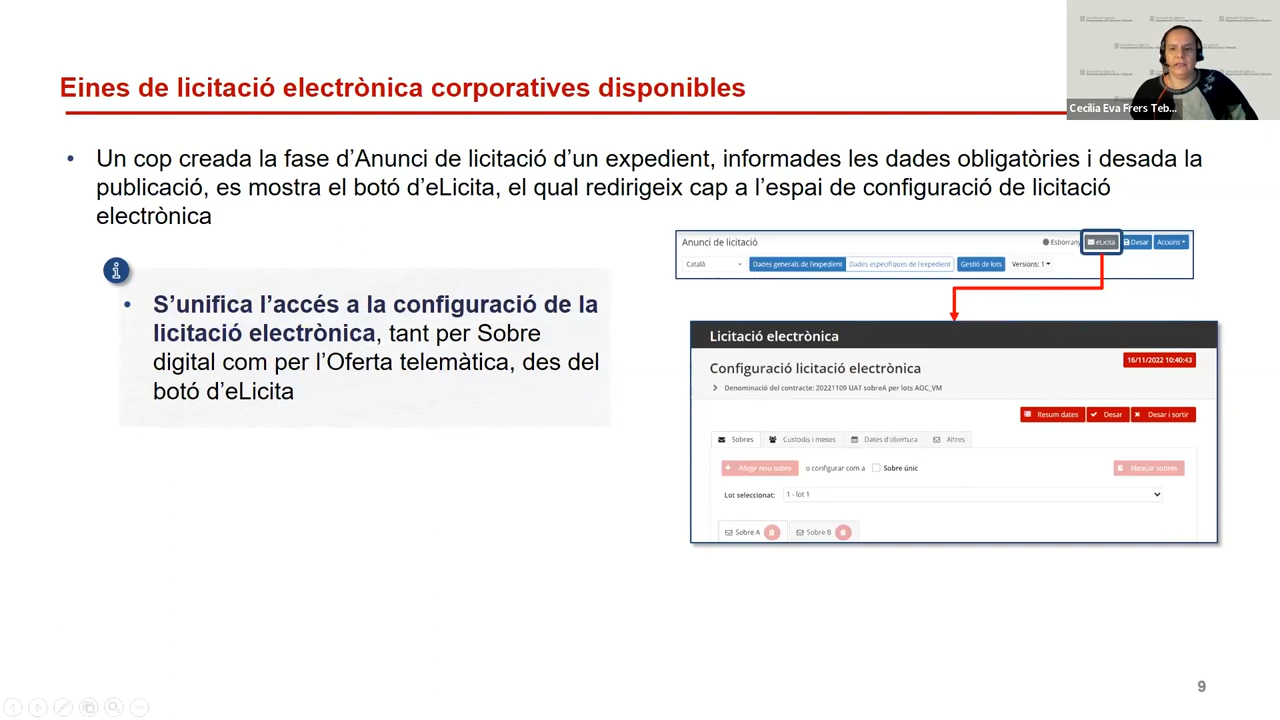 Eines de licitació electrònica corporatives disponibles
Cecilia Eva Frers Teb...
• Un cop creada la fase d’Anunci de licitació d’un expedient, informades les dades obligatòries i desada la
publicació, es mostra el botó d’eLicita, el qual redirigeix cap a l’espai de configuració de licitació
electrònica
• S’unifica l’accés a la configuració de la
licitació electrònica, tant per Sobre
digital com per l’Oferta telemàtica, des del
botó d’eLicita
Anunci de licitació
Esborrany eLicita Desar Accions
Català Dades generals de l'expedient Dades específiques de l'expedient Gestió de lots Versions: 1
Licitació electrònica
16/11/2022 10:40:43
Configuració licitació electrònica
Denominació del contracte: 20221109 UAT sobreA per lots AOC_VM
Resum dates Desar Desar i sortir
Sobres Custodis i meses Dates d'obertura Altres
Afegir nou sobre o configurar com a Sobre únic Netejar sobres
Lot seleccionat: 1 - lot 1
Sobre A Sobre B
9